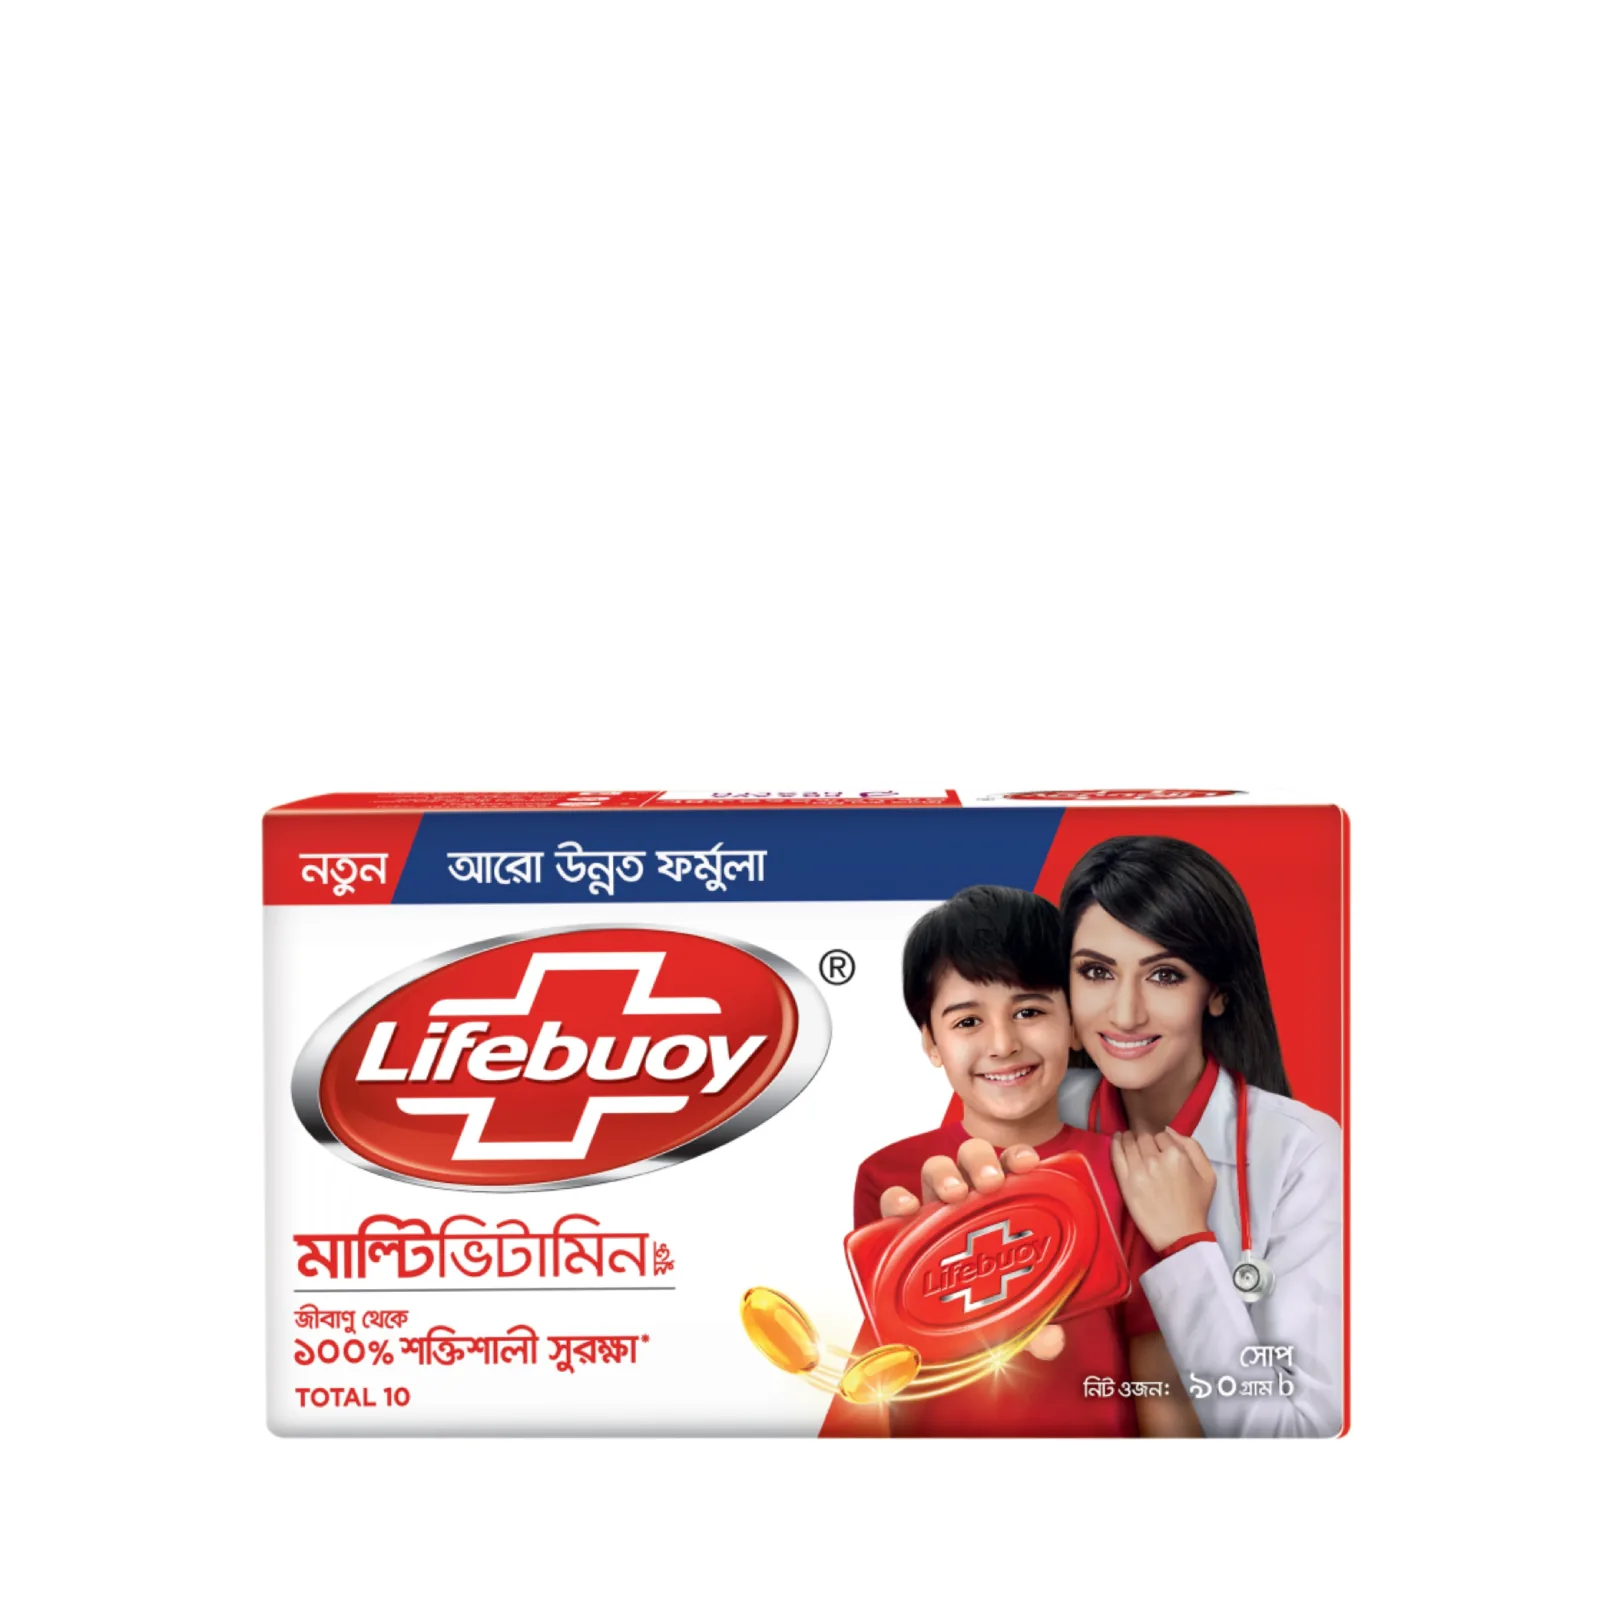 নতুন
আরো উন্নত ফর্মুলা
Lifebuoy
®
মাল্টিভিটামিন যুক্ত
জীবাণু থেকে
১০০% শক্তিশালী সুরক্ষা*
TOTAL 10
Lifebuoy
সোপ
নিট ওজন: ৯০ গ্রাম b